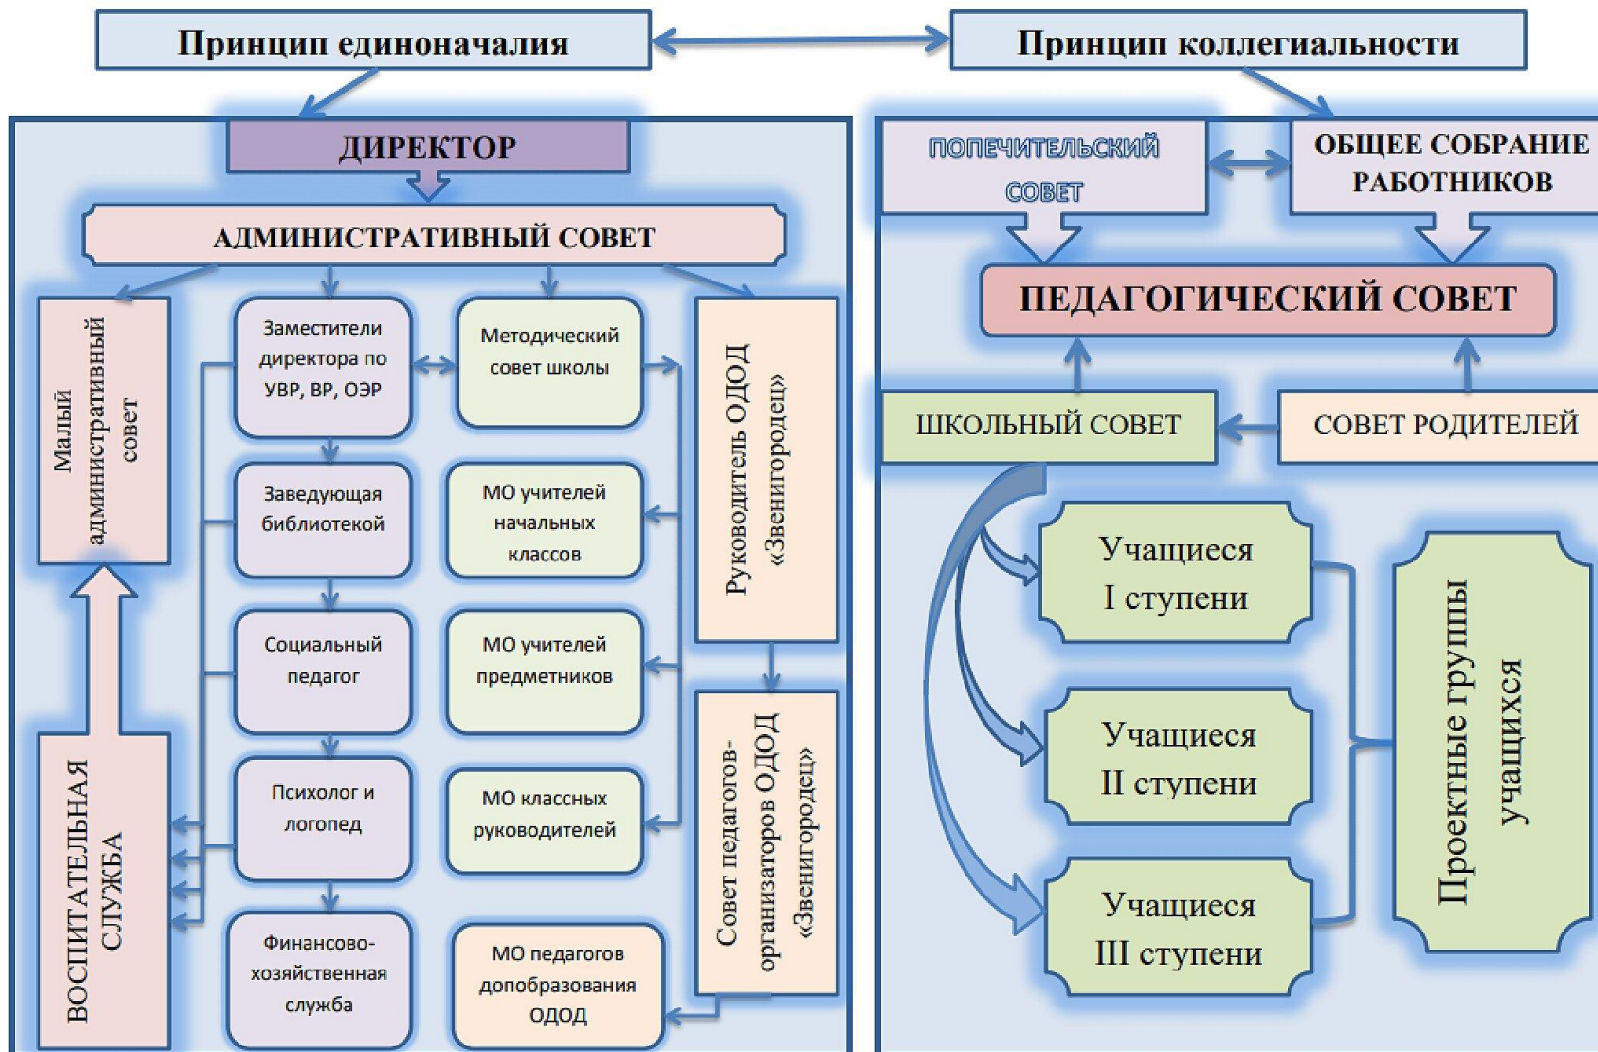 Принцип единоначалия
Принцип коллегиальности
ДИРЕКТОР
АДМИНИСТРАТИВНЫЙ СОВЕТ
Малый
административный
совет
Заместители
директора по
УВР, ВР, ОЭР
Методический
совет школы
Руководитель ОДОД
«Звенигородец»
Заведующая
библиотекой
МО учителей
начальных
классов
Социальный
педагог
МО учителей
предметников
ВОСПИТАТЕЛЬНАЯ
СЛУЖБА
Психолог и
логопед
МО классных
руководителей
Совет педагогов-
организаторов ОДОД
«Звенигородец»
Финансово-
хозяйственная
служба
МО педагогов
допобразования
ОДОД
ПОПЕЧИТЕЛЬСКИЙ
СОВЕТ
ОБЩЕЕ СОБРАНИЕ
РАБОТНИКОВ
ПЕДАГОГИЧЕСКИЙ СОВЕТ
ШКОЛЬНЫЙ СОВЕТ
СОВЕТ РОДИТЕЛЕЙ
Учащиеся
I ступени
Учащиеся
II ступени
Учащиеся
III ступени
Проектные группы
учащихся